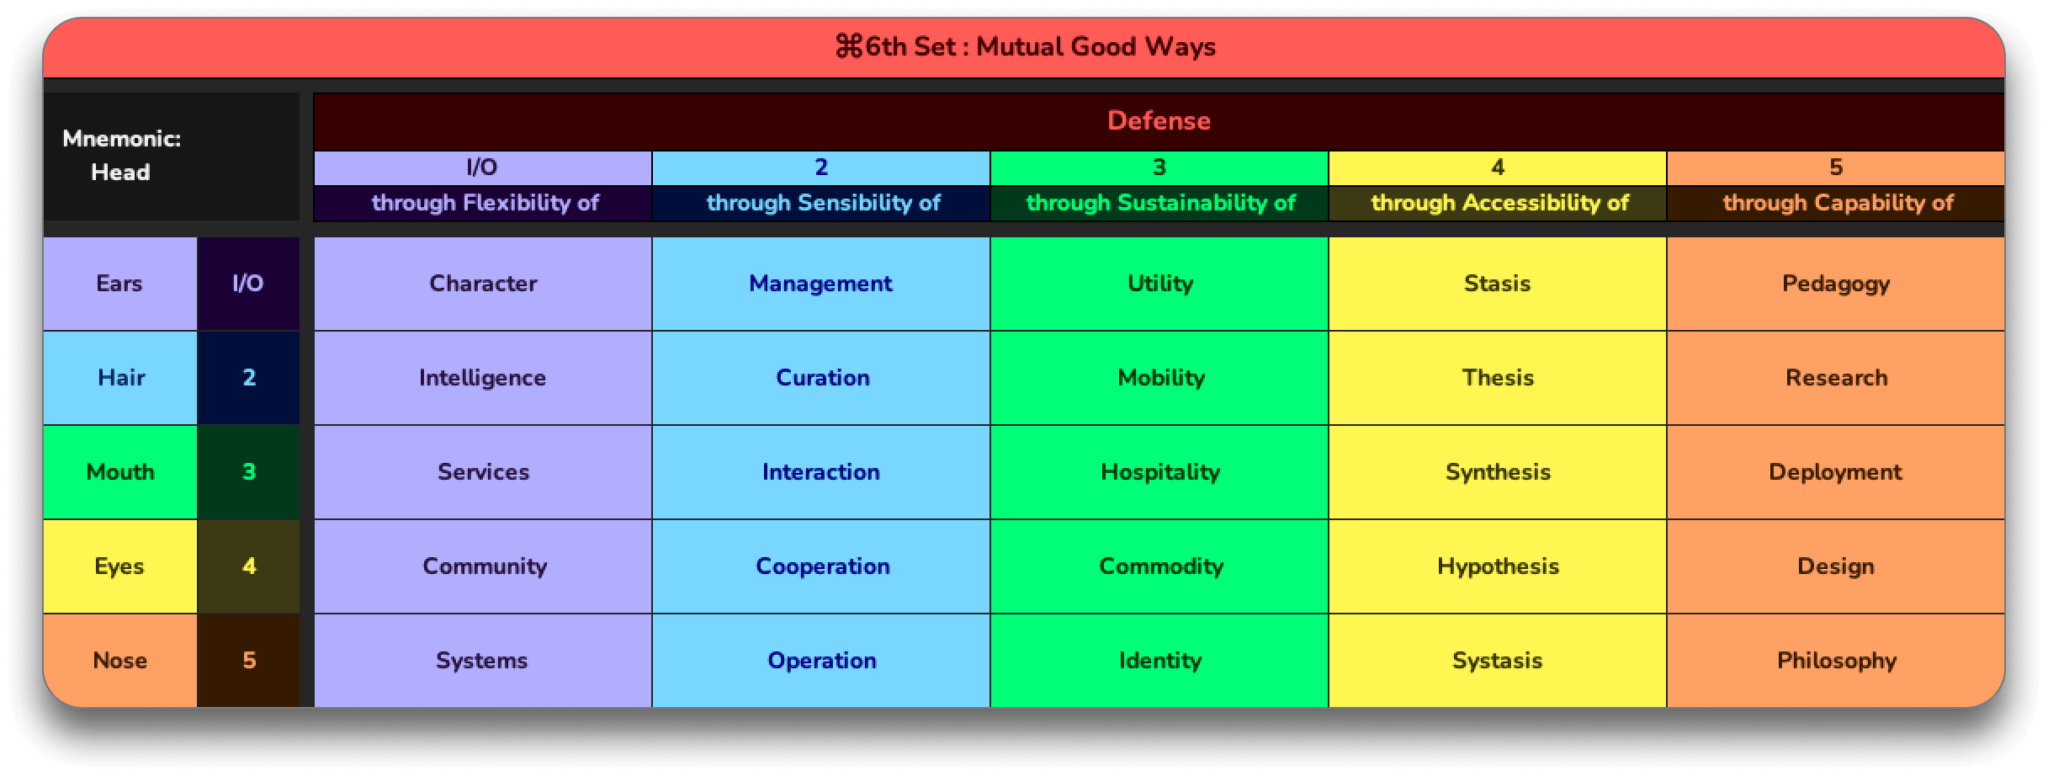 ⌘6th Set : Mutual Good Ways
Mnemonic:
Head
Defense
I/O 2 3 4 5
through Flexibility of through Sensibility of through Sustainability of through Accessibility of through Capability of
Ears I/O Character Management Utility Stasis Pedagogy
Hair 2 Intelligence Curation Mobility Thesis Research
Mouth 3 Services Interaction Hospitality Synthesis Deployment
Eyes 4 Community Cooperation Commodity Hypothesis Design
Nose 5 Systems Operation Identity Systasis Philosophy